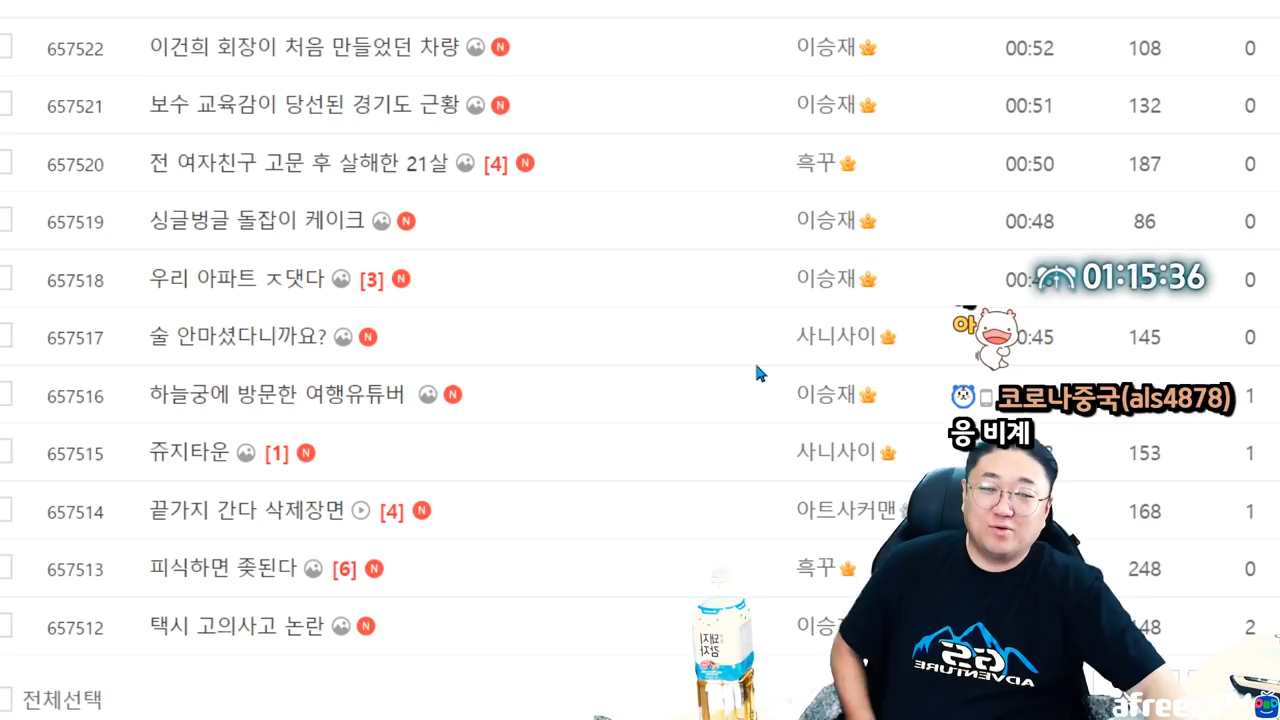 657522 이건희 회장이 처음 만들었던 차량 N 이승재 00:52 108 0
657521 보수 교육감이 당선된 경기도 근황 N 이승재 00:51 132 0
657520 전 여자친구 고문 후 살해한 21살 [4] N 흑꾸 00:50 187 0
657519 싱글벙글 돌잡이 케이크 N 이승재 00:48 86 0
657518 우리 아파트 ㅈ댓다 [3] N 이승재 0
01:15:36
657517 술 안마셨다니까요? N 사니사이 0:45 145 0
아
657516 하늘궁에 방문한 여행유튜버 N 이승재 1
코로나중국(als4878)
응 비계
657515 쥬지타운 [1] N 사니사이 153 1
657514 끝가지 간다 삭제장면 [4] N 아트사커맨 168 1
657513 피식하면 좆된다 [6] N 흑꾸 248 0
657512 택시 고의사고 논란 N 이승 48 2
돼지
감자
GS
ADVENTURE
전체선택